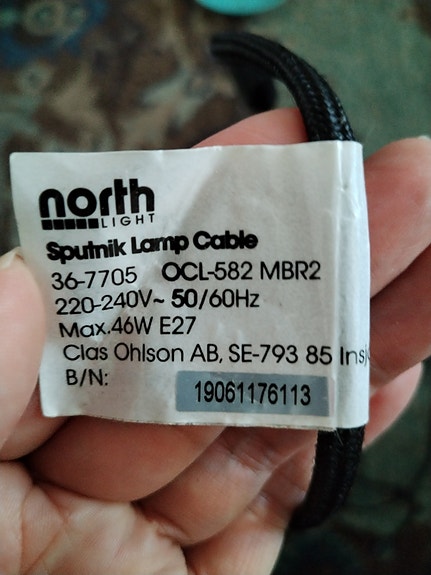 north
LIGHT
Sputnik Lamp Cable
36-7705 OCL-582 MBR2
220-240V~ 50/60Hz
Max.46W E27
Clas Ohlson AB, SE-793 85
B/N: 19061176113